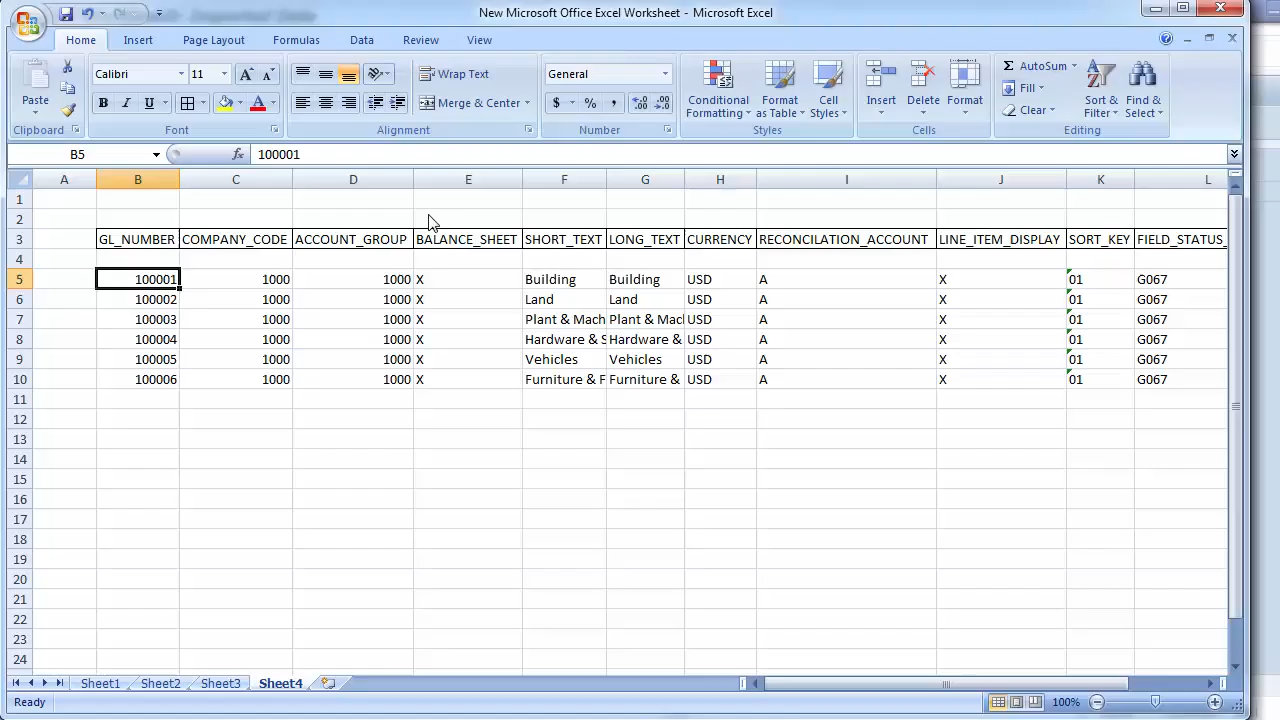 New Microsoft Office Excel Worksheet - Microsoft Excel
Home Insert Page Layout Formulas Data Review View
Calibri 11 Wrap Text General AutoSum
Paste B I U Merge & Center $ % , Conditional Formatting Format as Table Cell Styles Insert Delete Format Fill Clear Sort & Filter Find & Select
Clipboard Font Alignment Number Styles Cells Editing
B5 fx 100001
A B C D E F G H I J K L
1
2
3 GL_NUMBER COMPANY_CODE ACCOUNT_GROUP BALANCE_SHEET SHORT_TEXT LONG_TEXT CURRENCY RECONCILATION_ACCOUNT LINE_ITEM_DISPLAY SORT_KEY FIELD_STATUS_
4
5 100001 1000 1000 X Building Building USD A X 01 G067
6 100002 1000 1000 X Land Land USD A X 01 G067
7 100003 1000 1000 X Plant & Mach Plant & Mac USD A X 01 G067
8 100004 1000 1000 X Hardware & S Hardware & USD A X 01 G067
9 100005 1000 1000 X Vehicles Vehicles USD A X 01 G067
10 100006 1000 1000 X Furniture & F Furniture & USD A X 01 G067
11
12
13
14
15
16
17
18
19
20
21
22
23
24
Sheet1 Sheet2 Sheet3 Sheet4
Ready 100%